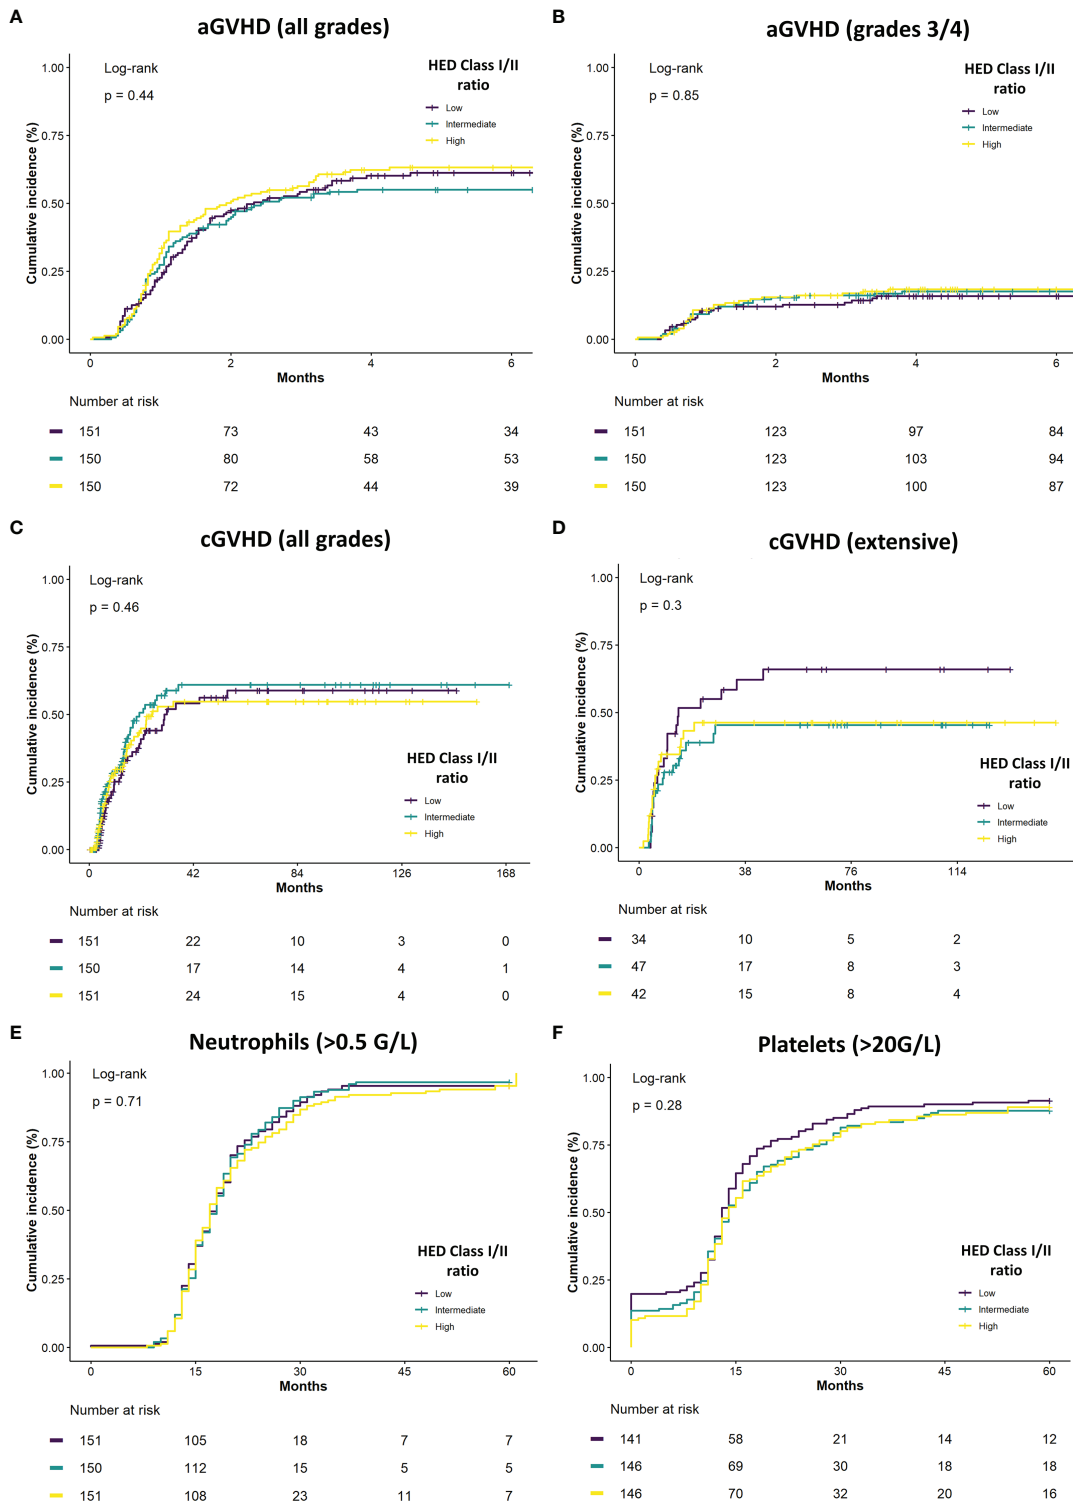 A
aGVHD (all grades)
Log-rank
p = 0.44
HED Class I/II
ratio
Low
Intermediate
High
Cumulative incidence (%)
1.00
0.75
0.50
0.25
0.00
0 2 4 6
Months
Number at risk
151 73 43 34
150 80 58 53
150 72 44 39
B
aGVHD (grades 3/4)
Log-rank
p = 0.85
HED Class I/II
ratio
Low
Intermediate
High
Cumulative incidence (%)
1.00
0.75
0.50
0.25
0.00
0 2 4 6
Months
Number at risk
151 123 97 84
150 123 103 94
150 123 100 87
C
cGVHD (all grades)
Log-rank
p = 0.46
HED Class I/II
ratio
Low
Intermediate
High
Cumulative incidence (%)
1.00
0.75
0.50
0.25
0.00
0 42 84 126 168
Months
Number at risk
151 22 10 3 0
150 17 14 4 1
151 24 15 4 0
D
cGVHD (extensive)
Log-rank
p = 0.3
HED Class I/II
ratio
Low
Intermediate
High
Cumulative incidence (%)
1.00
0.75
0.50
0.25
0.00
0 38 76 114
Months
Number at risk
34 10 5 2
47 17 8 3
42 15 8 4
E
Neutrophils (>0.5 G/L)
Log-rank
p = 0.71
HED Class I/II
ratio
Low
Intermediate
High
Cumulative incidence (%)
1.00
0.75
0.50
0.25
0.00
0 15 30 45 60
Months
Number at risk
151 105 18 7 7
150 112 15 5 5
151 108 23 11 7
F
Platelets (>20G/L)
Log-rank
p = 0.28
HED Class I/II
ratio
Low
Intermediate
High
Cumulative incidence (%)
1.00
0.75
0.50
0.25
0.00
0 15 30 45 60
Months
Number at risk
141 58 21 14 12
146 69 30 18 18
146 70 32 20 16